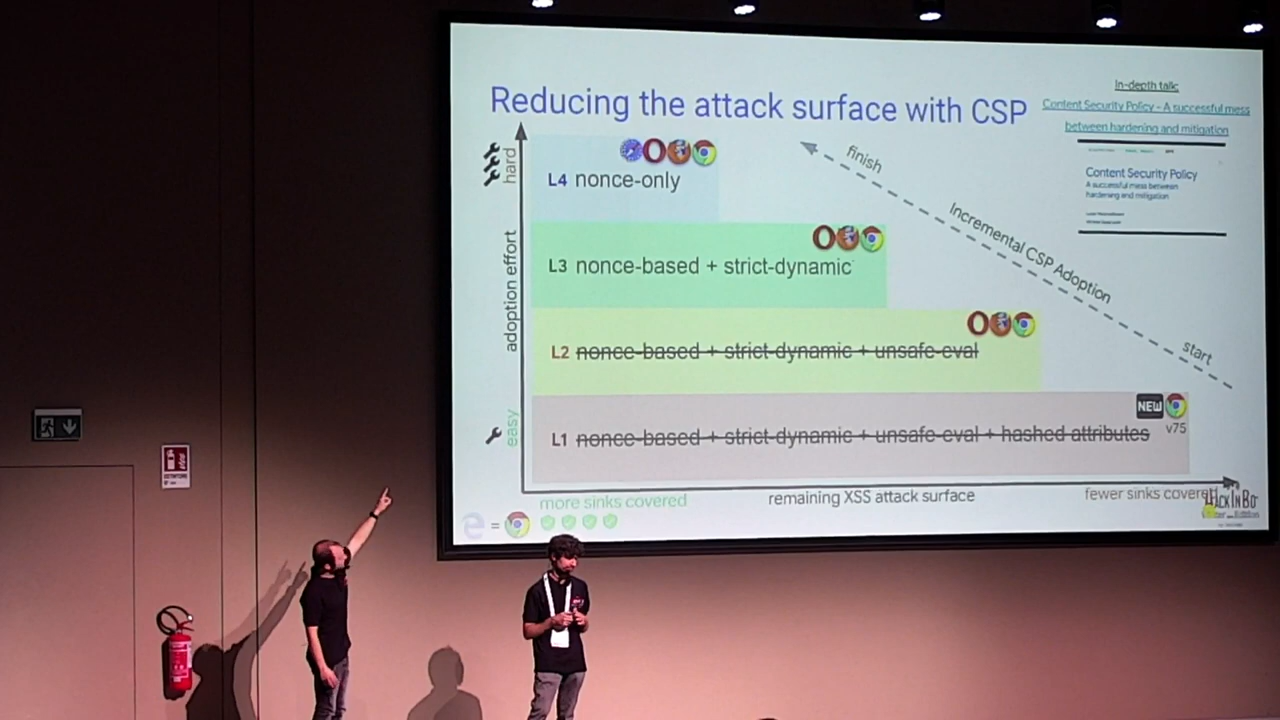 Reducing the attack surface with CSP
In-depth talk:
Content Security Policy - A successful mess
between hardening and mitigation
Content Security Policy
A successful mess between
hardening and mitigation
hard
adoption effort
easy
L4 nonce-only
L3 nonce-based + strict-dynamic
L2 nonce-based + strict-dynamic + unsafe-eval
L1 nonce-based + strict-dynamic + unsafe-eval + hashed attributes
NEW
v75
finish
Incremental CSP Adoption
start
more sinks covered
remaining XSS attack surface
fewer sinks covered
=
HACKINBO